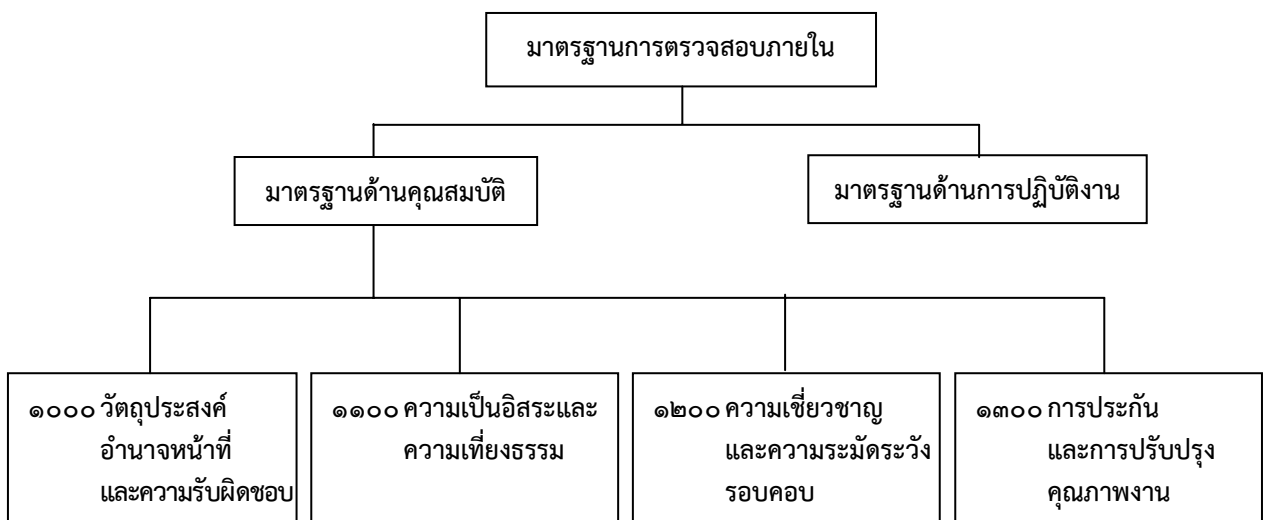 มาตรฐานการตรวจสอบภายใน
มาตรฐานด้านคุณสมบัติ
มาตรฐานด้านการปฏิบัติงาน
๑๐๐๐ วัตถุประสงค์
อำนาจหน้าที่
และความรับผิดชอบ
๑๑๐๐ ความเป็นอิสระและ
ความเที่ยงธรรม
๑๒๐๐ ความเชี่ยวชาญ
และความระมัดระวัง
รอบคอบ
๑๓๐๐ การประกัน
และการปรับปรุง
คุณภาพงาน